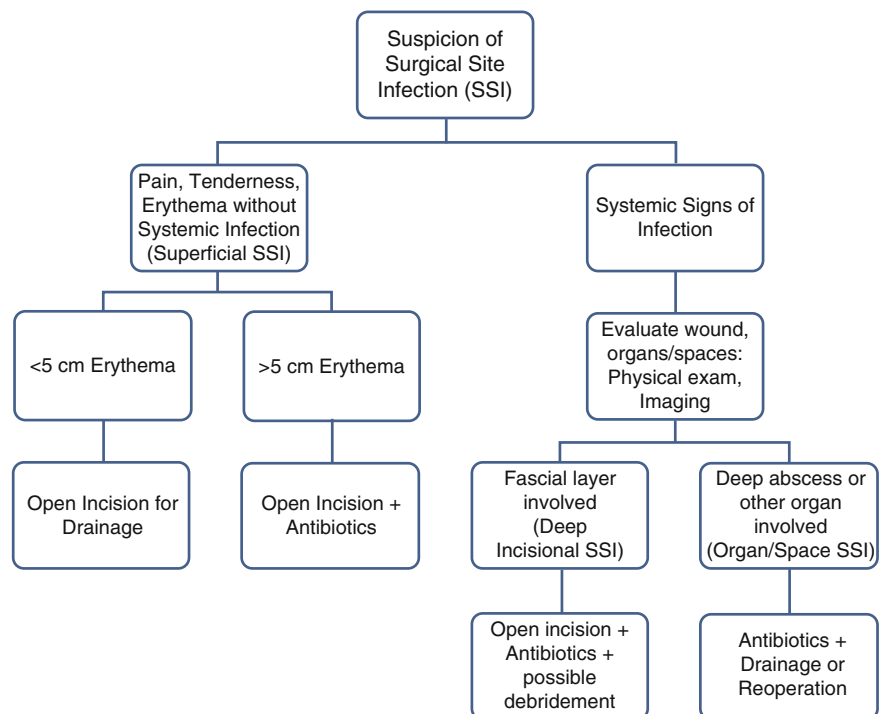 Suspicion of
Surgical Site
Infection (SSI)
Pain, Tenderness,
Erythema without
Systemic Infection
(Superficial SSI)
Systemic Signs of
Infection
<5 cm Erythema
>5 cm Erythema
Evaluate wound,
organs/spaces:
Physical exam,
Imaging
Open Incision for
Drainage
Open Incision +
Antibiotics
Fascial layer
involved
(Deep
Incisional SSI)
Deep abscess or
other organ
involved
(Organ/Space SSI)
Open incision +
Antibiotics +
possible
debridement
Antibiotics +
Drainage or
Reoperation